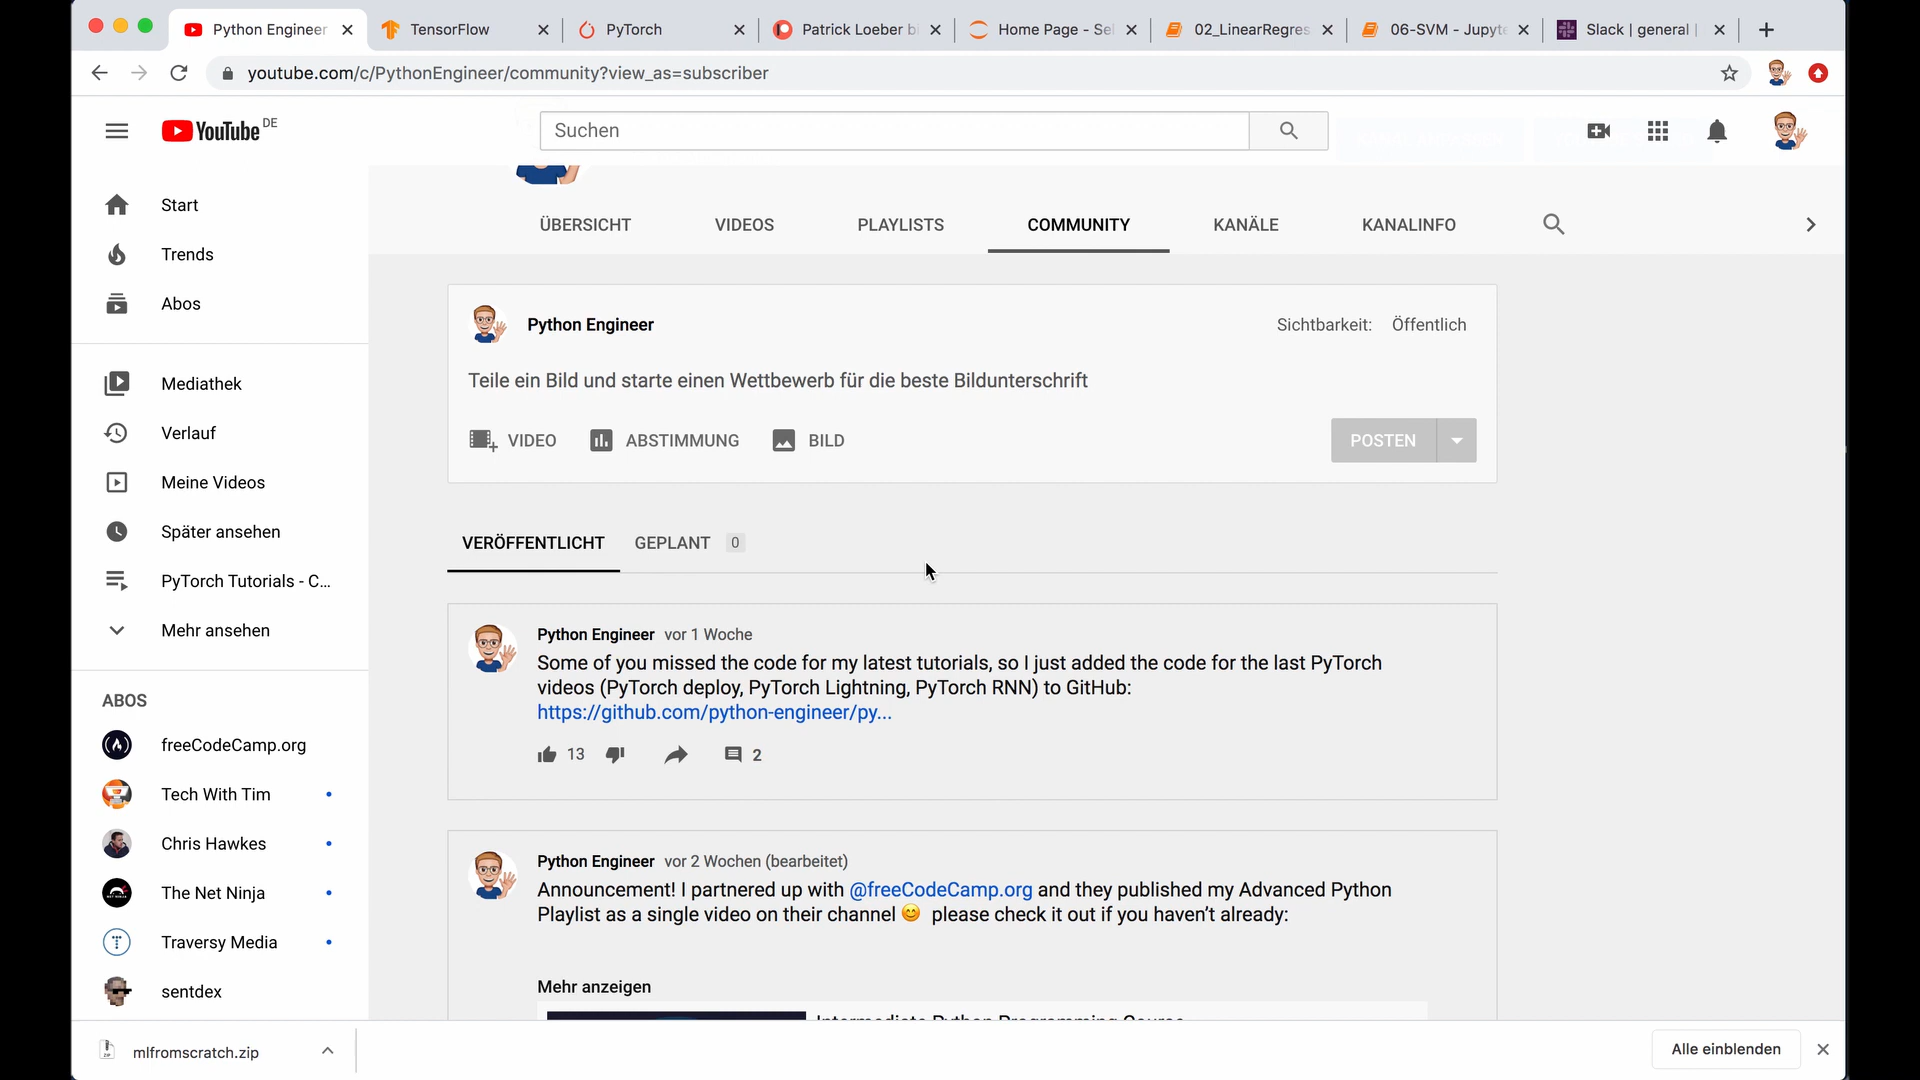 Python Engineer
TensorFlow
PyTorch
Patrick Loeber b
Home Page - Sel
02_LinearRegres
06-SVM - Jupyte
Slack | general |
youtube.com/c/PythonEngineer/community?view_as=subscriber
YouTube DE
Suchen
Start
Trends
Abos
Mediathek
Verlauf
Meine Videos
Später ansehen
PyTorch Tutorials - C...
Mehr ansehen
ABOS
freeCodeCamp.org
Tech With Tim
Chris Hawkes
The Net Ninja
Traversy Media
sentdex
ÜBERSICHT
VIDEOS
PLAYLISTS
COMMUNITY
KANÄLE
KANALINFO
Python Engineer
Sichtbarkeit: Öffentlich
Teile ein Bild und starte einen Wettbewerb für die beste Bildunterschrift
VIDEO
ABSTIMMUNG
BILD
POSTEN
VERÖFFENTLICHT
GEPLANT 0
Python Engineer vor 1 Woche
Some of you missed the code for my latest tutorials, so I just added the code for the last PyTorch
videos (PyTorch deploy, PyTorch Lightning, PyTorch RNN) to GitHub:
https://github.com/python-engineer/py...
13
2
Python Engineer vor 2 Wochen (bearbeitet)
Announcement! I partnered up with @freeCodeCamp.org and they published my Advanced Python
Playlist as a single video on their channel 😊 please check it out if you haven't already:
Mehr anzeigen
Intermediate Python Programming Course
mlfromscratch.zip
Alle einblenden